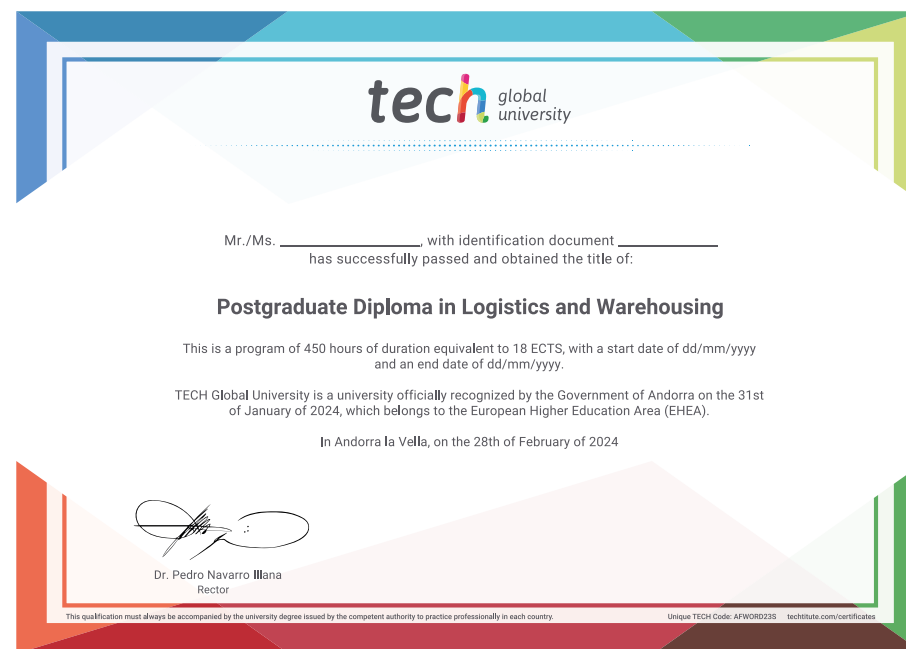 tech global
university
Mr./Ms. ____________, with identification document ____________
has successfully passed and obtained the title of:
Postgraduate Diploma in Logistics and Warehousing
This is a program of 450 hours of duration equivalent to 18 ECTS, with a start date of dd/mm/yyyy
and an end date of dd/mm/yyyy.
TECH Global University is a university officially recognized by the Government of Andorra on the 31st
of January of 2024, which belongs to the European Higher Education Area (EHEA).
In Andorra la Vella, on the 28th of February of 2024
Dr. Pedro Navarro Illana
Rector
This qualification must always be accompanied by the university degree issued by the competent authority to practice professionally in each country.
Unique TECH Code: AFWORD23S techtitute.com/certificates